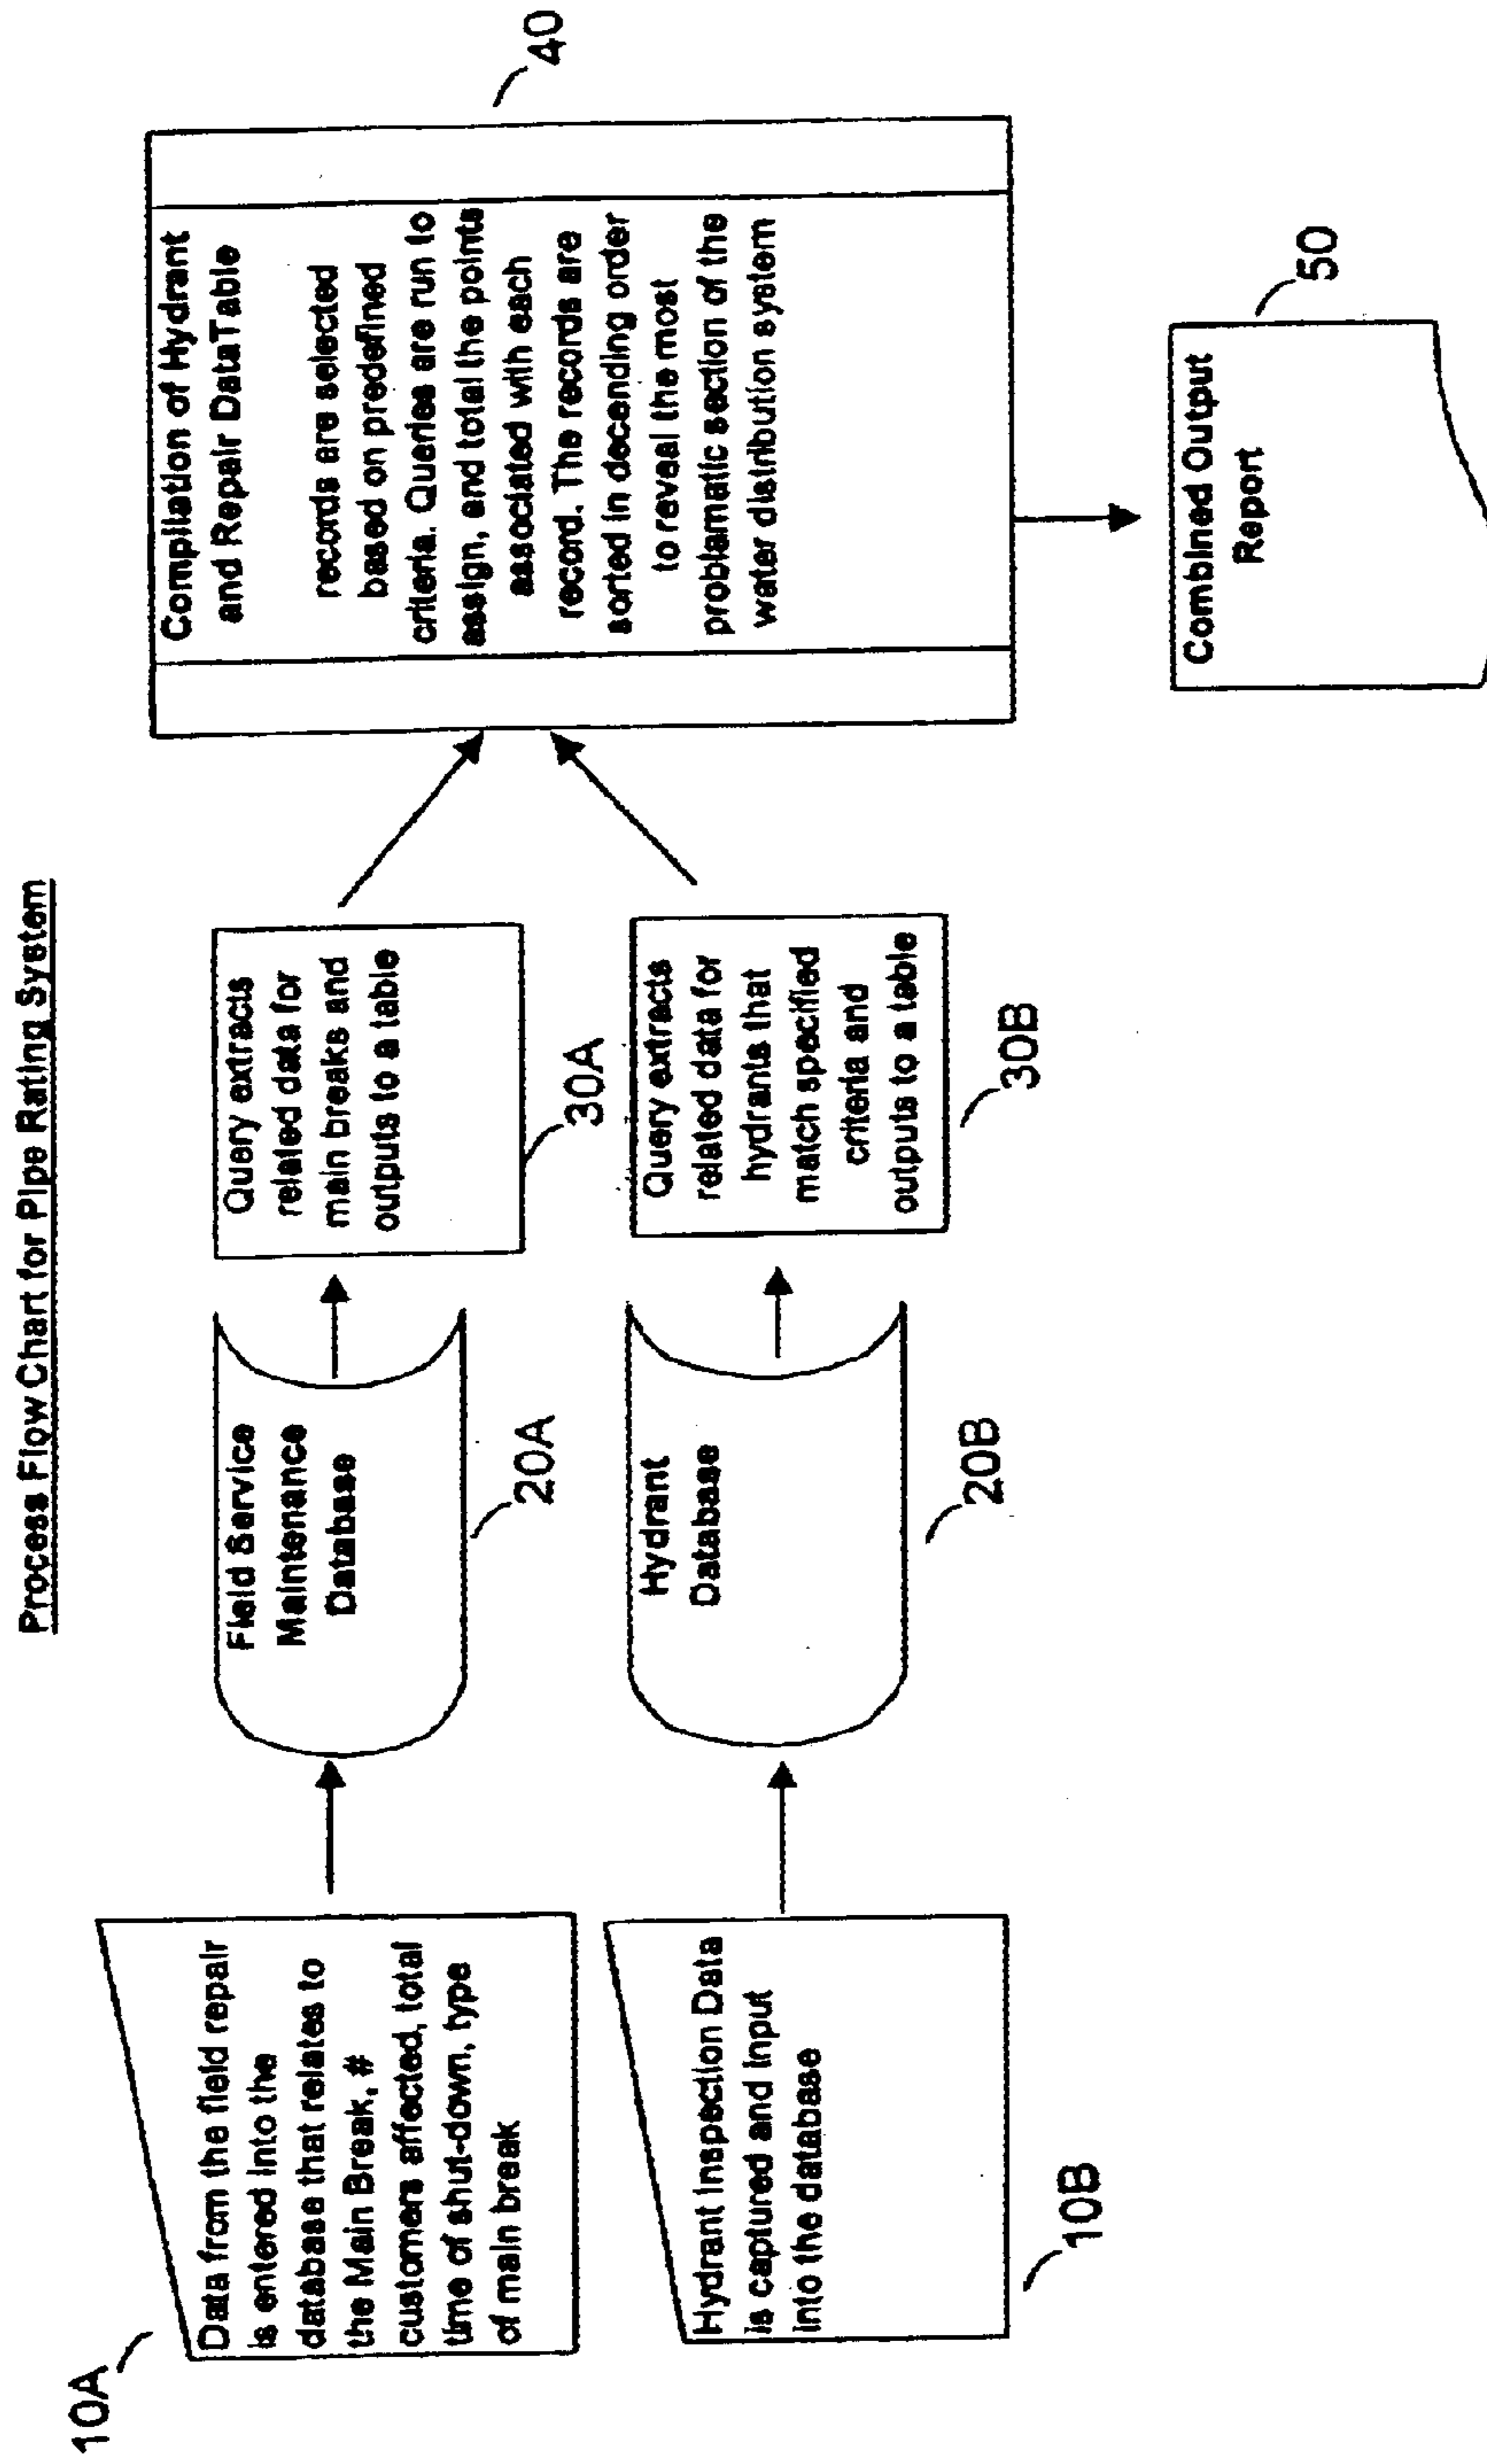 Process Flow Chart for Pipe Rating System
10A
Data from the field repair
is entered into the
database that relates to
the Main Break, #
customers affected, total
time of shut-down, type
of main break
Field Service
Maintenance
Database
20A
Query extracts
related data for
main breaks and
outputs to a table
30A
Hydrant Inspection Data
is captured and input
into the database
10B
Hydrant
Database
20B
Query extracts
related data for
hydrants that
match specified
criteria and
outputs to a table
30B
Compilation of Hydrant
and Repair DataTable
records are selected
based on predefined
criteria. Queries are run to
assign, and total the points
associated with each
record. The records are
sorted in decending order
to reveal the most
problamatic section of the
water distribution system
40
Combined Output
Report
50